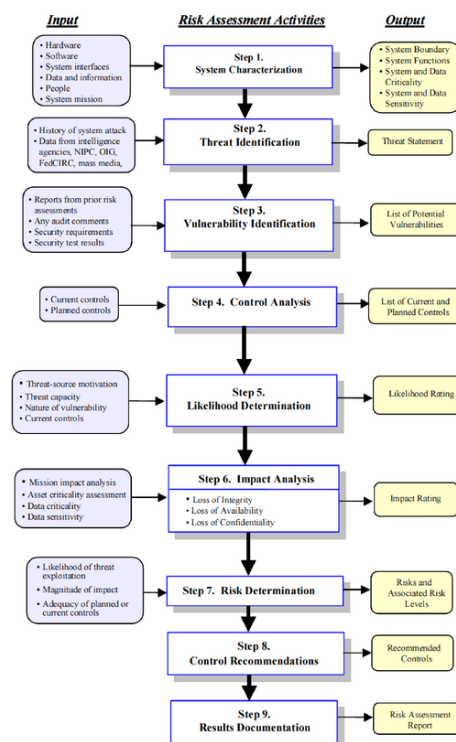 Input
Risk Assessment Activities
Output
• Hardware
• Software
• System interfaces
• Data and information
• People
• System mission
Step 1.
System Characterization
• System Boundary
• System Functions
• System and Data
Criticality
• System and Data
Sensitivity
• History of system attack
• Data from intelligence
agencies, NIPC, OIG,
FedCIRC, mass media,
Step 2.
Threat Identification
Threat Statement
• Reports from prior risk
assessments
• Any audit comments
• Security requirements
• Security test results
Step 3.
Vulnerability Identification
List of Potential
Vulnerabilities
• Current controls
• Planned controls
Step 4. Control Analysis
List of Current and
Planned Controls
• Threat-source motivation
• Threat capacity
• Nature of vulnerability
• Current controls
Step 5.
Likelihood Determination
Likelihood Rating
• Mission impact analysis
• Asset criticality assessment
• Data criticality
• Data sensitivity
Step 6. Impact Analysis
• Loss of Integrity
• Loss of Availability
• Loss of Confidentiality
Impact Rating
• Likelihood of threat
exploitation
• Magnitude of impact
• Adequacy of planned or
current controls
Step 7. Risk Determination
Risks and
Associated Risk
Levels
Step 8.
Control Recommendations
Recommended
Controls
Step 9.
Results Documentation
Risk Assessment
Report